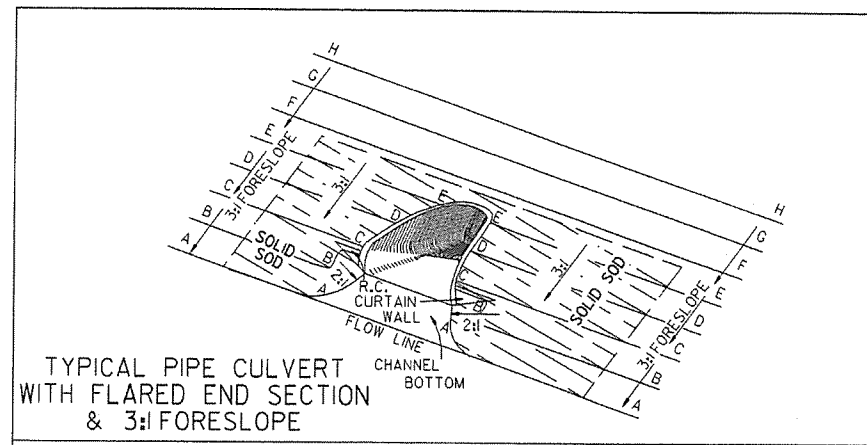 H
G
F
E
D
C
B
A
3:1 FORESLOPE
3:1
SOLID
SOD
E
E
D
D
C
C
B
B
2:1
2:1
A
A
R.C.
CURTAIN
WALL
FLOW LINE
CHANNEL
BOTTOM
3:1
SOLID SOD
H
G
F
E
D
C
B
A
3:1 FORESLOPE
TYPICAL PIPE CULVERT
WITH FLARED END SECTION
& 3:1 FORESLOPE